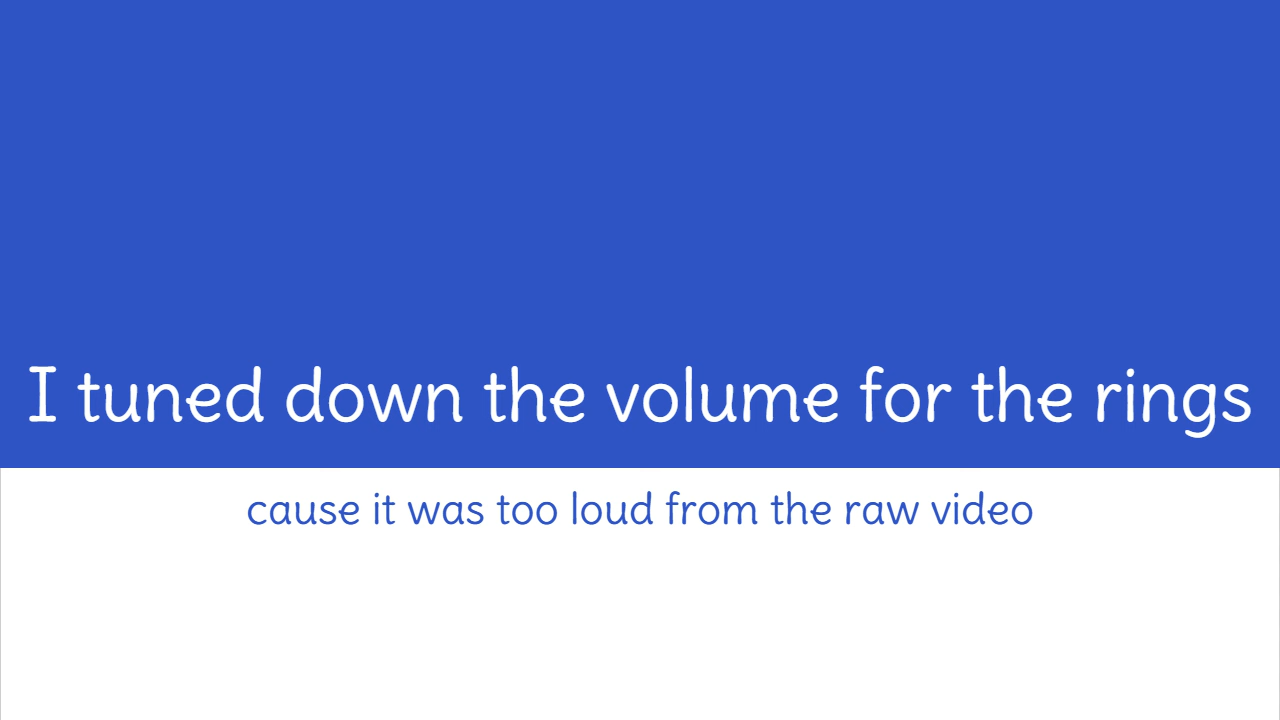 I tuned down the volume for the rings
cause it was too loud from the raw video